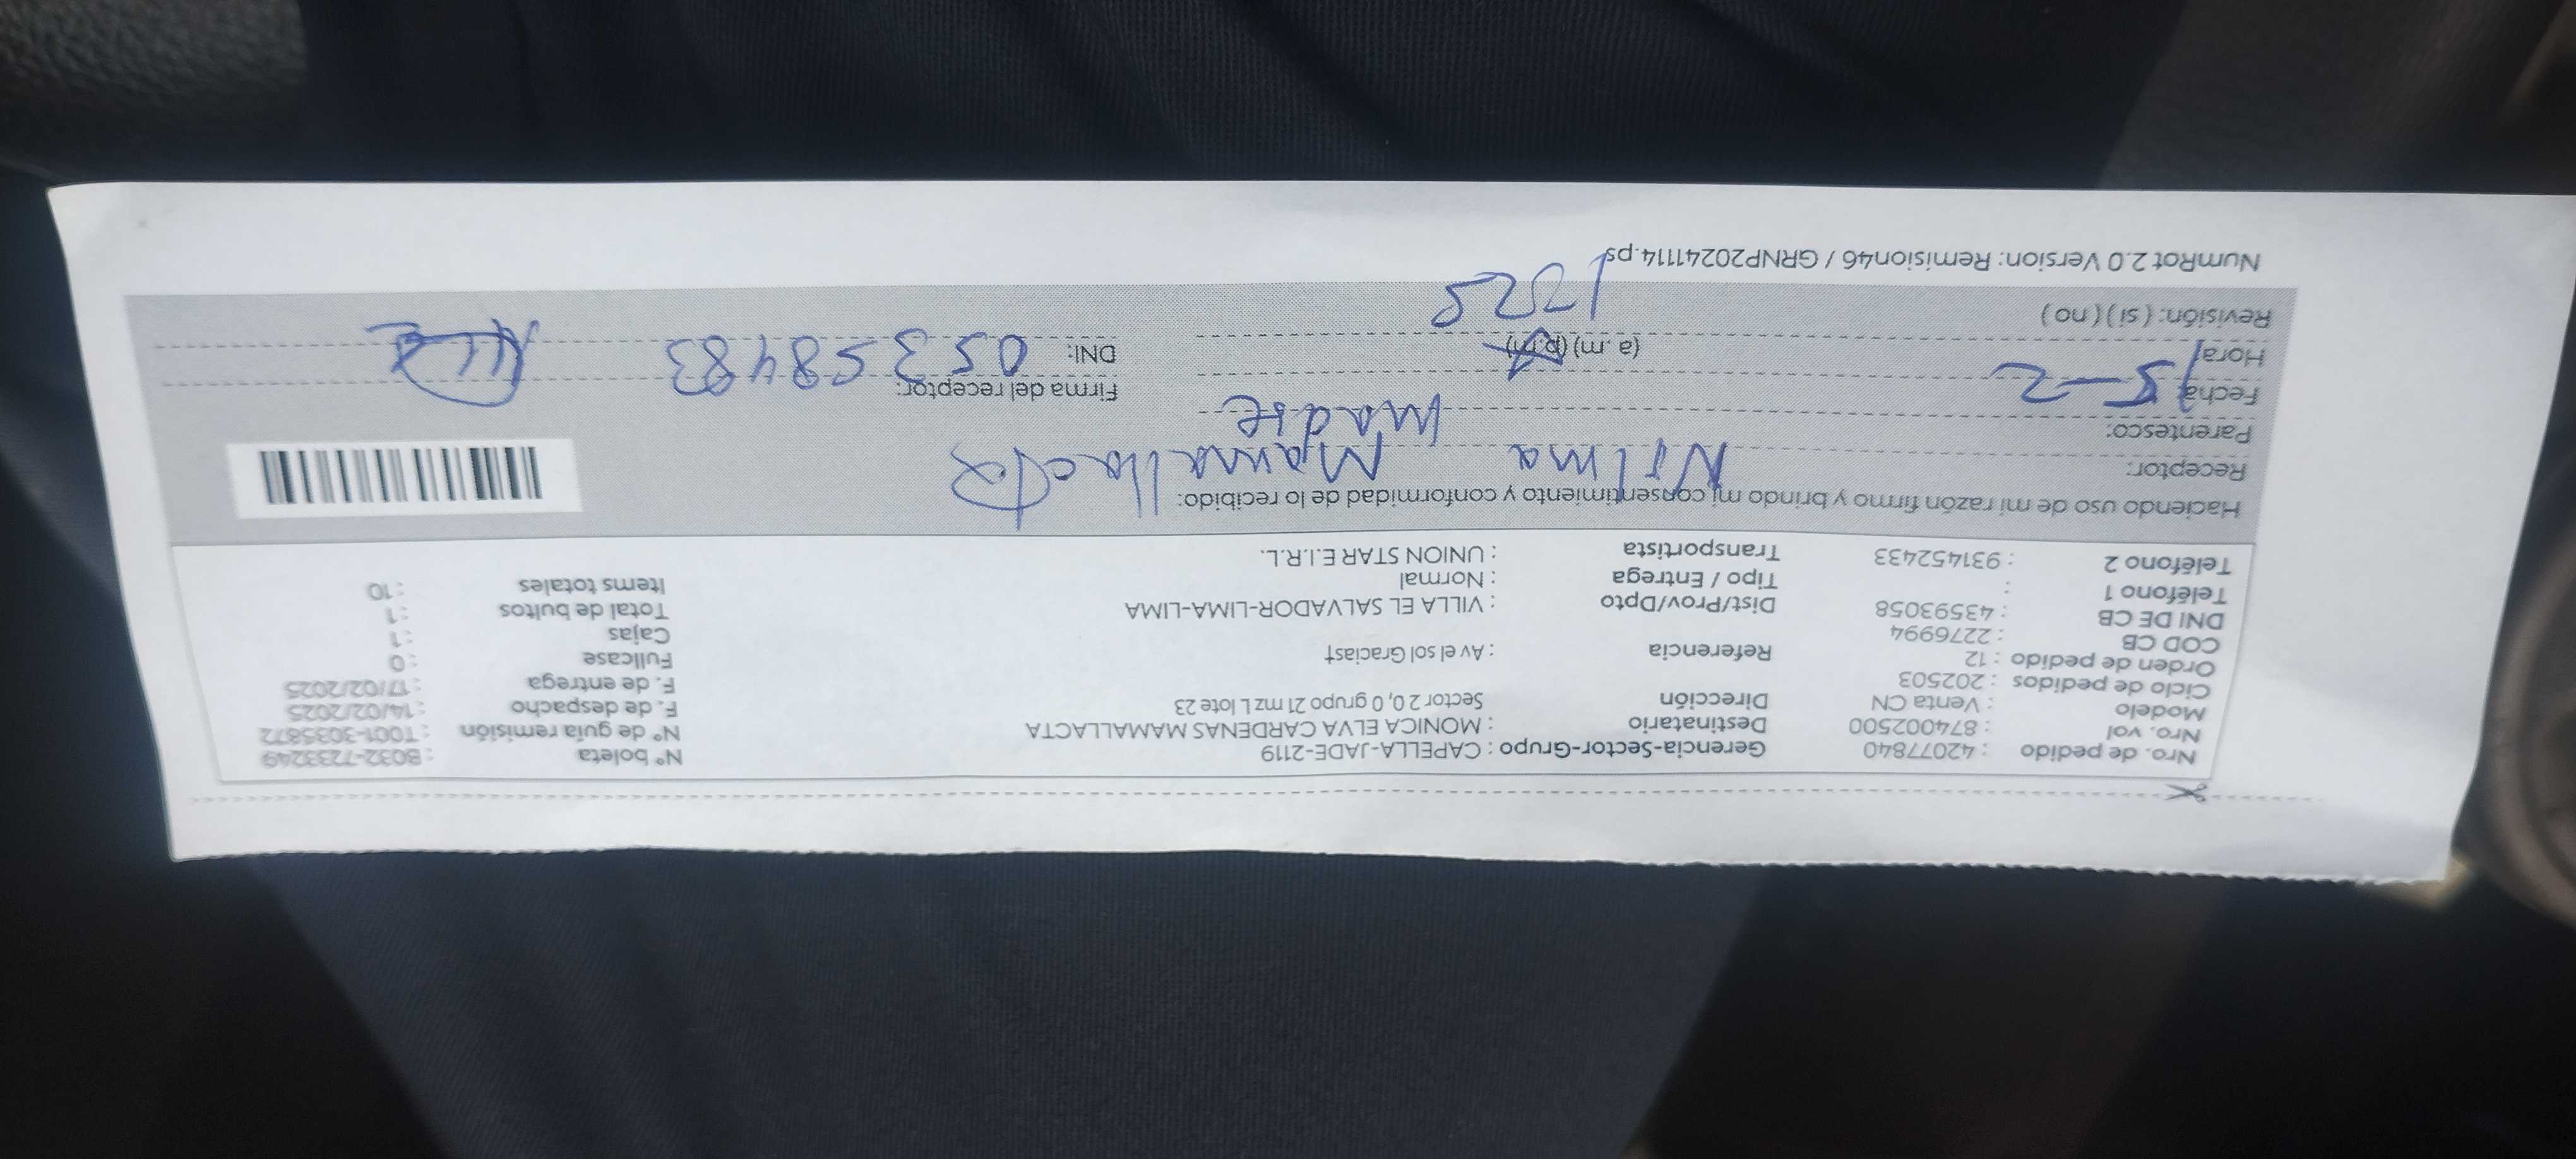 Nro. de pedido : 42077840 Gerencia-Sector-Grupo : CAPELLA-JADE-2119 N° boleta : B032-7233249
Nro. vol : 874002500 Destinatario : MONICA ELVA CARDENAS MAMALLACTA N° de guia remisión : T001-3035872
Modelo : Venta CN Dirección Sector 2 0, 0 grupo 21 mz L lote 23 F. de despacho : 14/02/2025
Ciclo de pedidos : 202503 F. de entrega : 17/02/2025
Orden de pedido : 12 Referencia : Av el sol Gracias† Fullcase : 0
COD CB : 2276994 Cajas : 1
DNI DE CB : 43593058 Dist/Prov/Dpto : VILLA EL SALVADOR-LIMA-LIMA Total de bultos : 1
Teléfono 1 : Tipo / Entrega : Normal Items totales : 10
Teléfono 2 : 931452433 Transportista : UNION STAR E.I.R.L.
Haciendo uso de mi razón firmo y brindo mi consentimiento y conformidad de lo recibido:
Receptor: Nelma Mamallacta
Parentesco: madre
Fecha: 15-2 Firma del receptor:
Hora: (a. m) (p.m) DNI: 053 58483
Revisión: ( si ) ( no ) 1325
NumRot 2.0 Version: Remision46 / GRNP20241114.ps